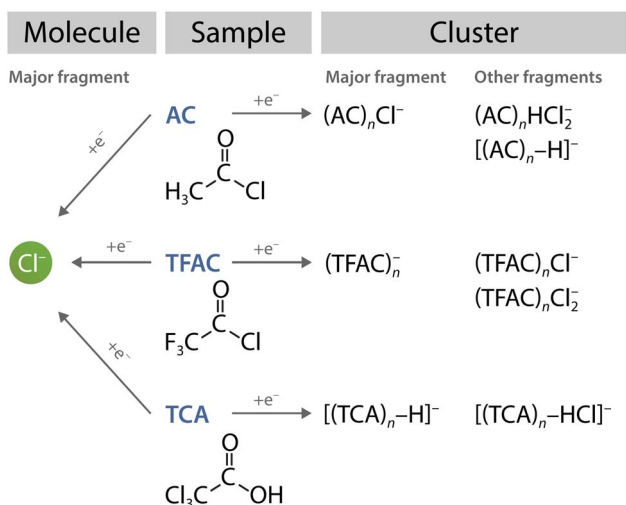 Molecule Sample Cluster
Major fragment Major fragment Other fragments
AC +e⁻ (AC)ₙCl⁻ (AC)ₙHCl₂⁻
+e⁻ [(AC)ₙ–H]⁻
O
C
H₃C Cl
Cl⁻ +e⁻ TFAC +e⁻ (TFAC)ₙ⁻ (TFAC)ₙCl⁻
(TFAC)ₙCl₂⁻
O
C
F₃C Cl
+e⁻
TCA +e⁻ [(TCA)ₙ–H]⁻ [(TCA)ₙ–HCl]⁻
O
C
Cl₃C OH